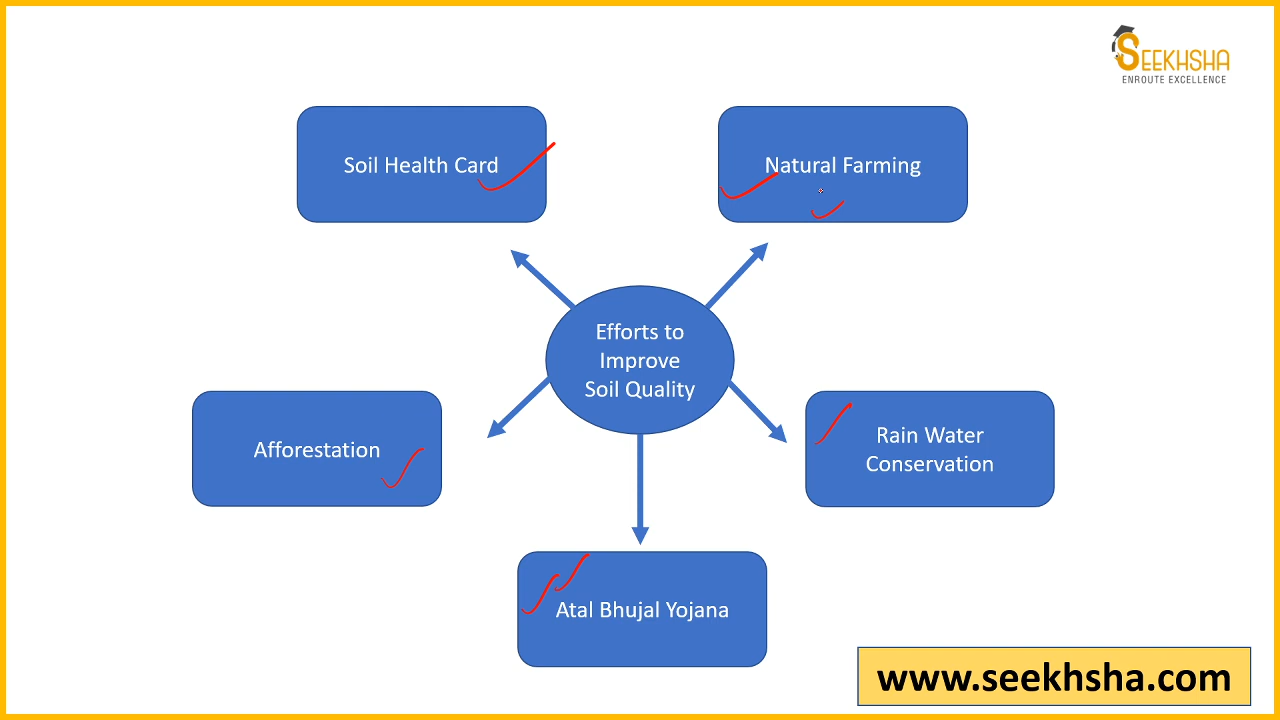 SEEKHSHA
ENROUTE EXCELLENCE
Soil Health Card
Natural Farming
Efforts to
Improve
Soil Quality
Afforestation
Rain Water
Conservation
Atal Bhujal Yojana
www.seekhsha.com